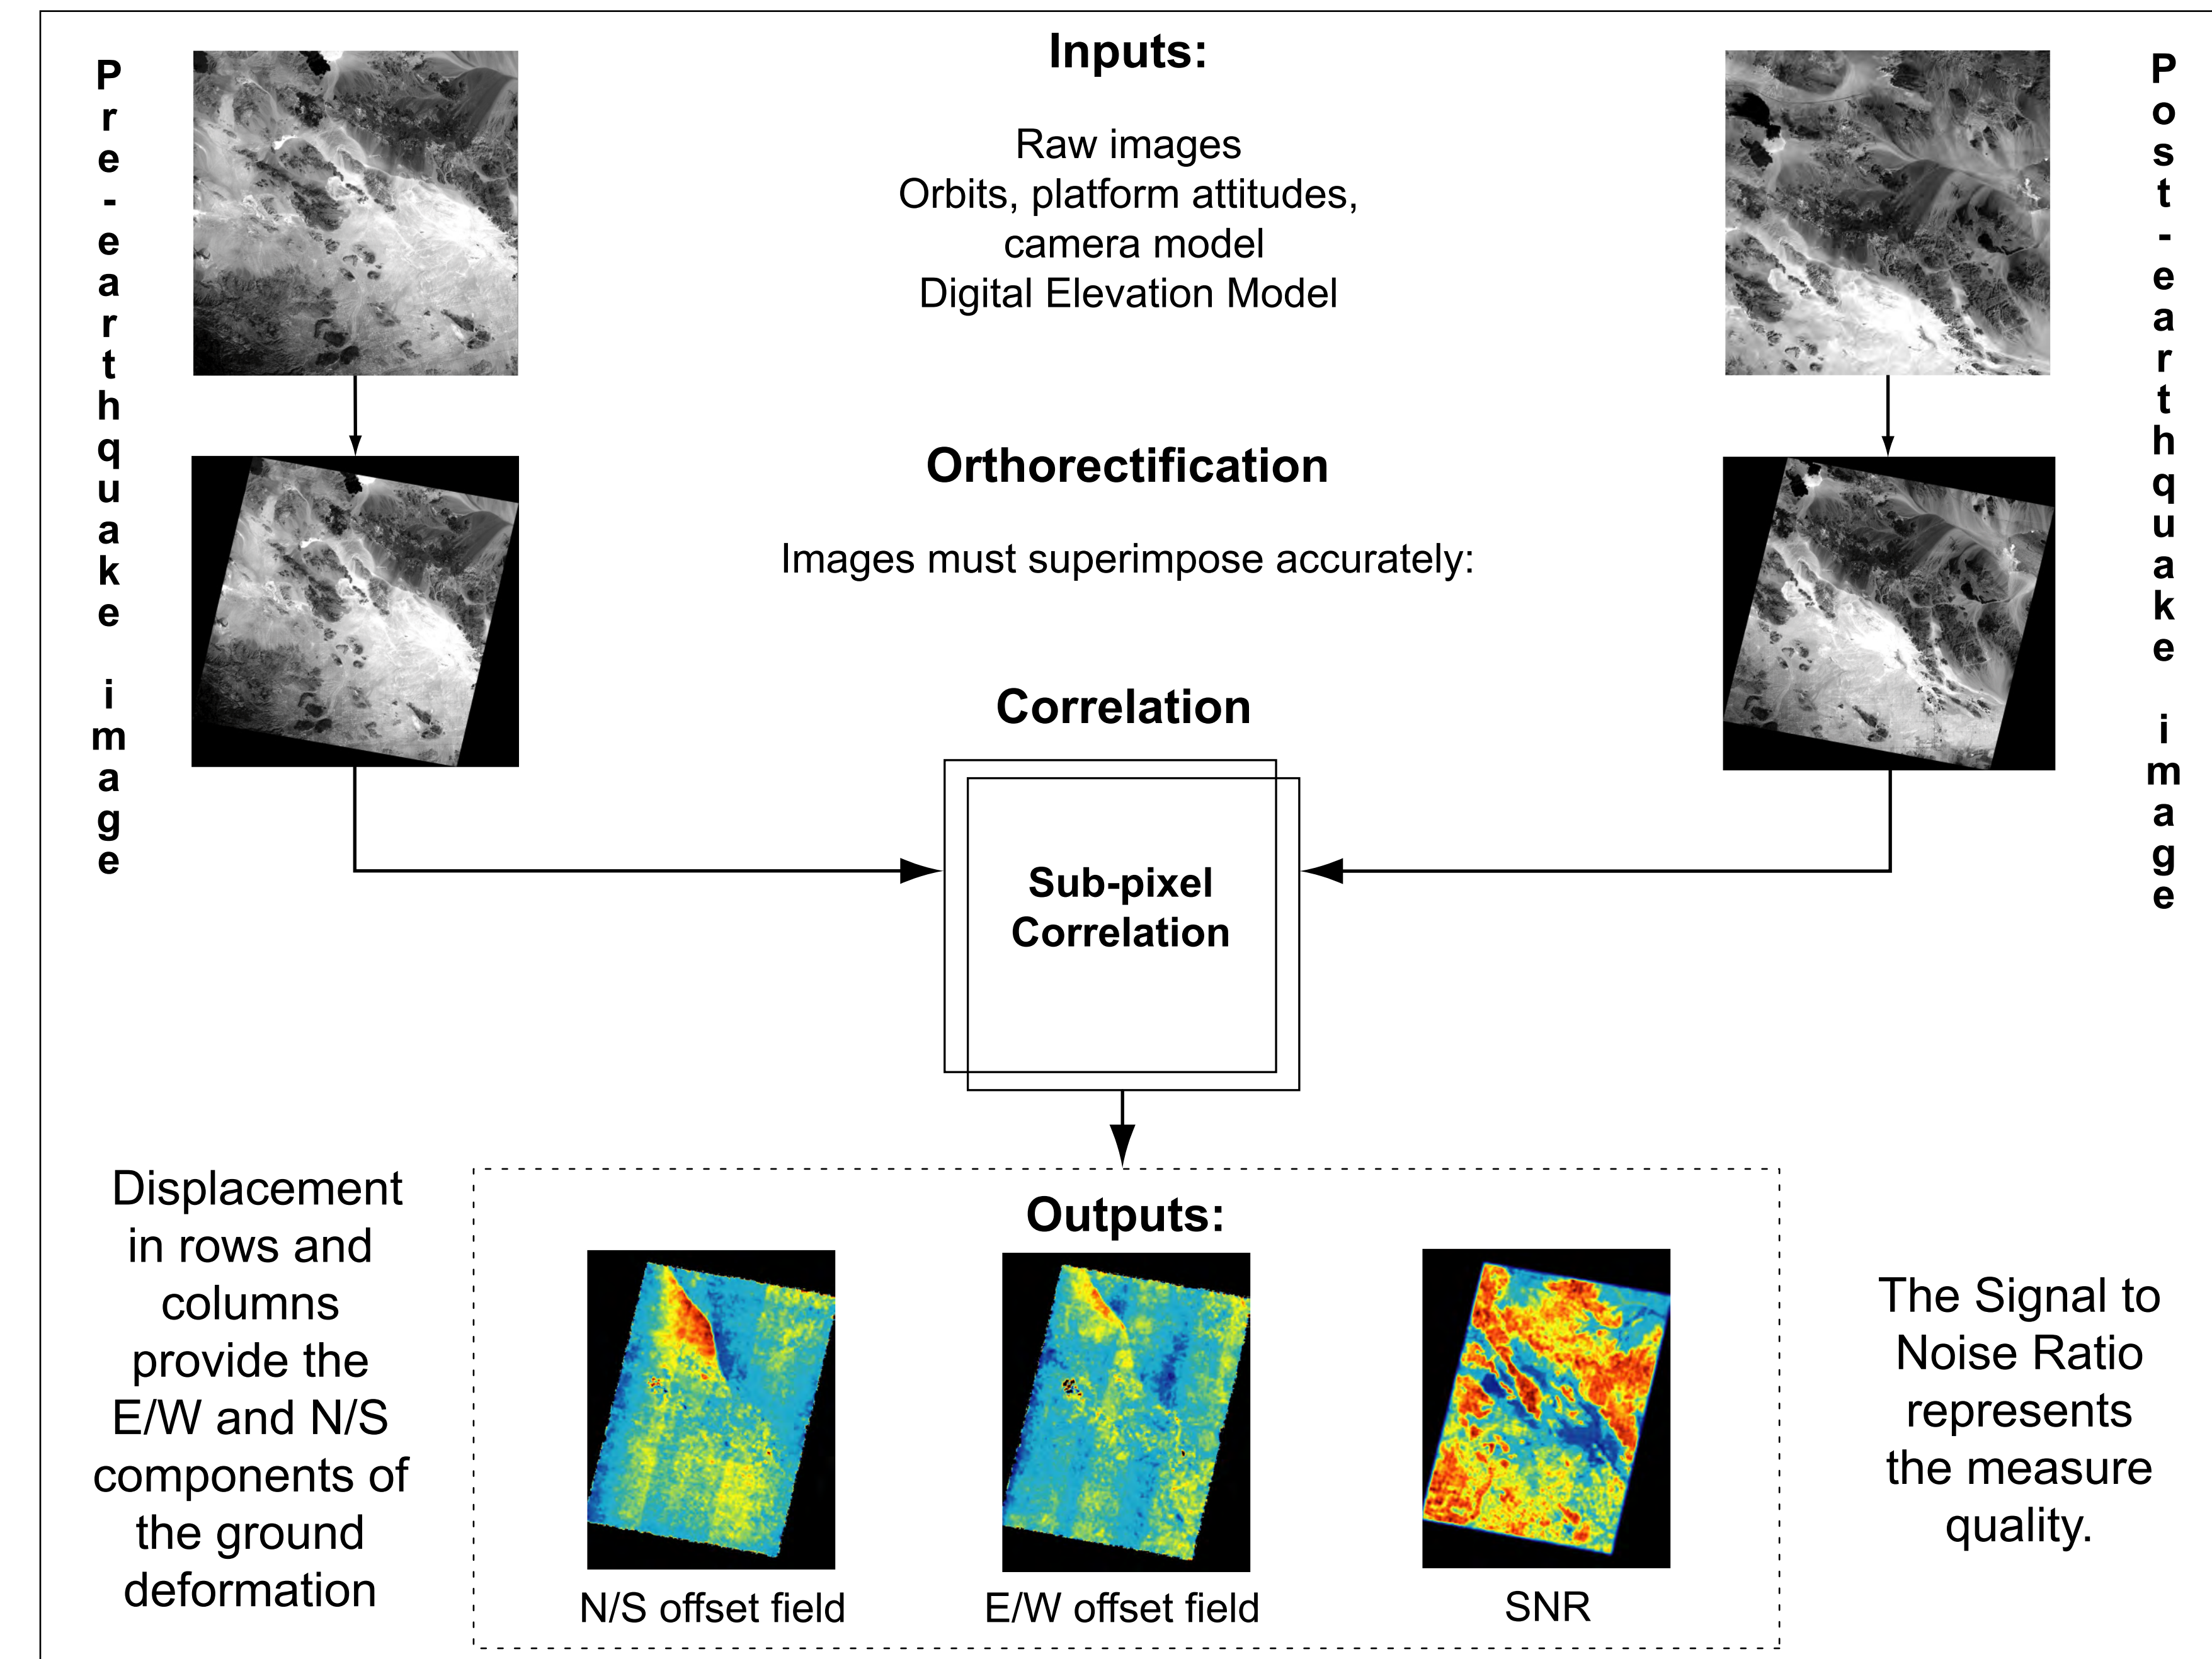 Pre-earthquake image
Inputs:
Raw images
Orbits, platform attitudes,
camera model
Digital Elevation Model
Post-earthquake image
Orthorectification
Images must superimpose accurately:
Correlation
Sub-pixel
Correlation
Displacement
in rows and
columns
provide the
E/W and N/S
components of
the ground
deformation
Outputs:
N/S offset field
E/W offset field
SNR
The Signal to
Noise Ratio
represents
the measure
quality.